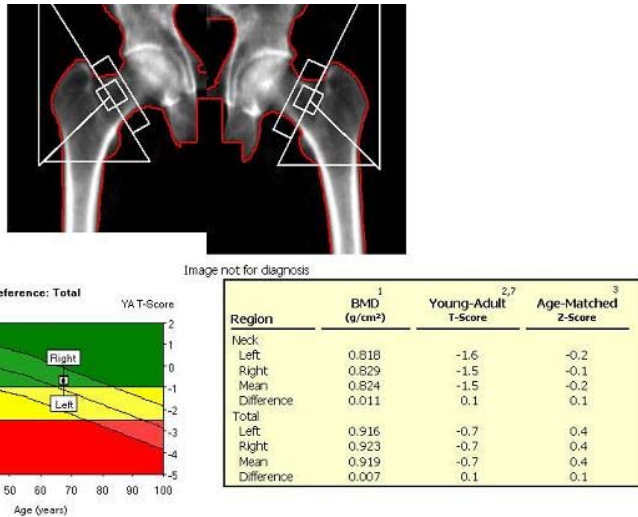 Image not for diagnosis
eference: Total
YA T-Score
2
1
0
-1
-2
-3
-4
-5
Right
Left
50 60 70 80 90 100
Age (years)
Region BMD (g/cm²) 1 Young-Adult T-Score 2,7 Age-Matched Z-Score 3
Neck
Left 0.818 -1.6 -0.2
Right 0.829 -1.5 -0.1
Mean 0.824 -1.5 -0.2
Difference 0.011 0.1 0.1
Total
Left 0.916 -0.7 0.4
Right 0.923 -0.7 0.4
Mean 0.919 -0.7 0.4
Difference 0.007 0.1 0.1